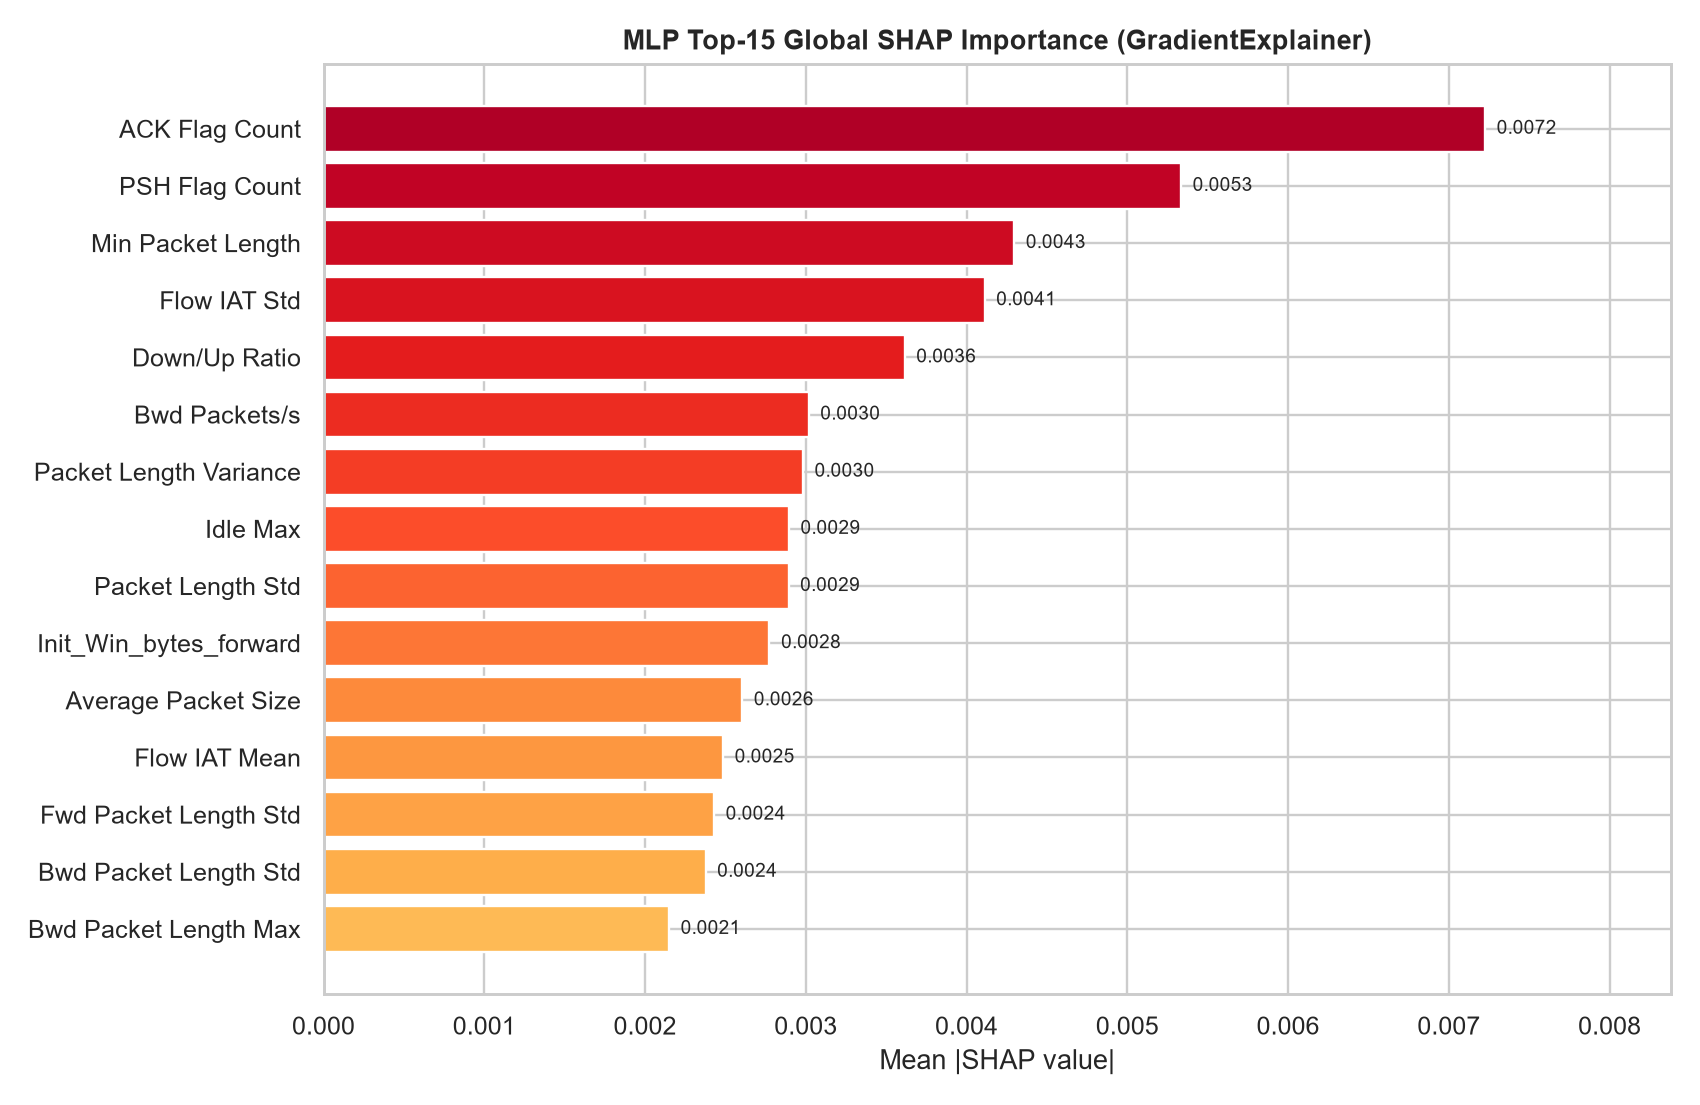 MLP Top-15 Global SHAP Importance (GradientExplainer)
ACK Flag Count 0.0072
PSH Flag Count 0.0053
Min Packet Length 0.0043
Flow IAT Std 0.0041
Down/Up Ratio 0.0036
Bwd Packets/s 0.0030
Packet Length Variance 0.0030
Idle Max 0.0029
Packet Length Std 0.0029
Init_Win_bytes_forward 0.0028
Average Packet Size 0.0026
Flow IAT Mean 0.0025
Fwd Packet Length Std 0.0024
Bwd Packet Length Std 0.0024
Bwd Packet Length Max 0.0021
0.000 0.001 0.002 0.003 0.004 0.005 0.006 0.007 0.008
Mean |SHAP value|